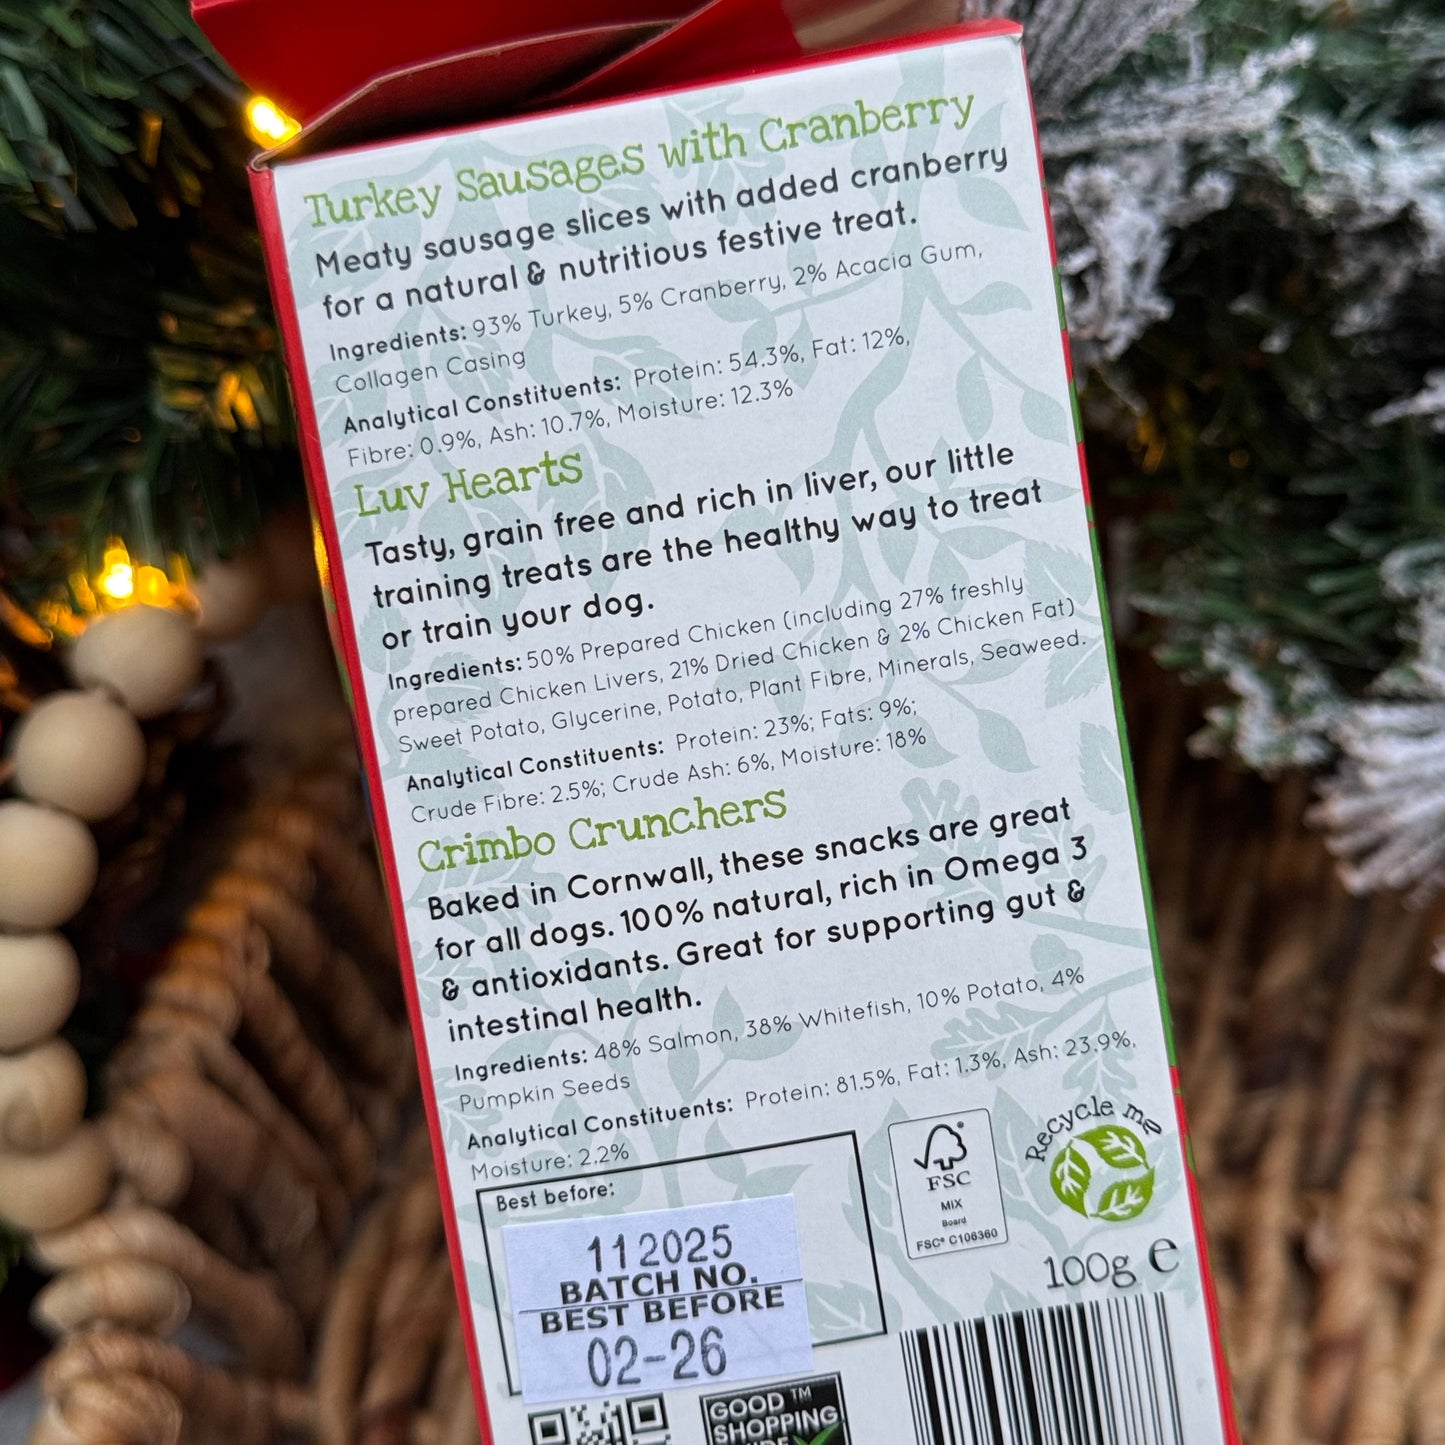 Turkey Sausages with Cranberry
Meaty sausage slices with added cranberry
for a natural & nutritious festive treat.
Ingredients: 93% Turkey, 5% Cranberry, 2% Acacia Gum,
Collagen Casing
Analytical Constituents: Protein: 54.3%, Fat: 12%,
Fibre: 0.9%, Ash: 10.7%, Moisture: 12.3%
Luv Hearts
Tasty, grain free and rich in liver, our little
training treats are the healthy way to treat
or train your dog.
Ingredients: 50% Prepared Chicken (including 27% freshly
prepared Chicken Livers, 21% Dried Chicken & 2% Chicken Fat)
Sweet Potato, Glycerine, Potato, Plant Fibre, Minerals, Seaweed.
Analytical Constituents: Protein: 23%; Fats: 9%;
Crude Fibre: 2.5%; Crude Ash: 6%, Moisture: 18%
Crimbo Crunchers
Baked in Cornwall, these snacks are great
for all dogs. 100% natural, rich in Omega 3
& antioxidants. Great for supporting gut &
intestinal health.
Ingredients: 48% Salmon, 38% Whitefish, 10% Potato, 4%
Pumpkin Seeds
Analytical Constituents: Protein: 81.5%, Fat: 1.3%, Ash: 23.9%,
Moisture: 2.2%
Best before:
112025
BATCH NO.
BEST BEFORE
02-26
FSC
MIX
Board
FSC® C106360
Recycle me
100g e
GOOD ™
SHOPPING